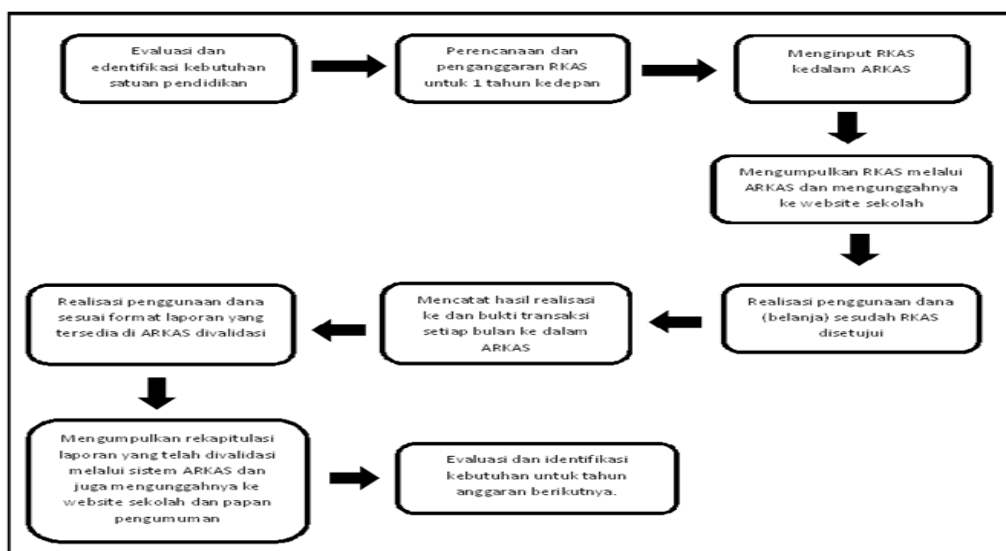 Evaluasi dan
edentifikasi kebutuhan
satuan pendidikan
Perencanaan dan
penganggaran RKAS
untuk 1 tahun kedepan
Menginput RKAS
kedalam ARKAS
Mengumpulkan RKAS melalui
ARKAS dan mengunggahnya
ke website sekolah
Realisasi penggunaan dana
(belanja) sesudah RKAS
disetujui
Mencatat hasil realisasi
ke dan bukti transaksi
setiap bulan ke dalam
ARKAS
Realisasi penggunaan dana
sesuai format laporan yang
tersedia di ARKAS divalidasi
Mengumpulkan rekapitulasi
laporan yang telah divalidasi
melalui sistem ARKAS dan
juga mengunggahnya ke
website sekolah dan papan
pengumuman
Evaluasi dan identifikasi
kebutuhan untuk tahun
anggaran berikutnya.